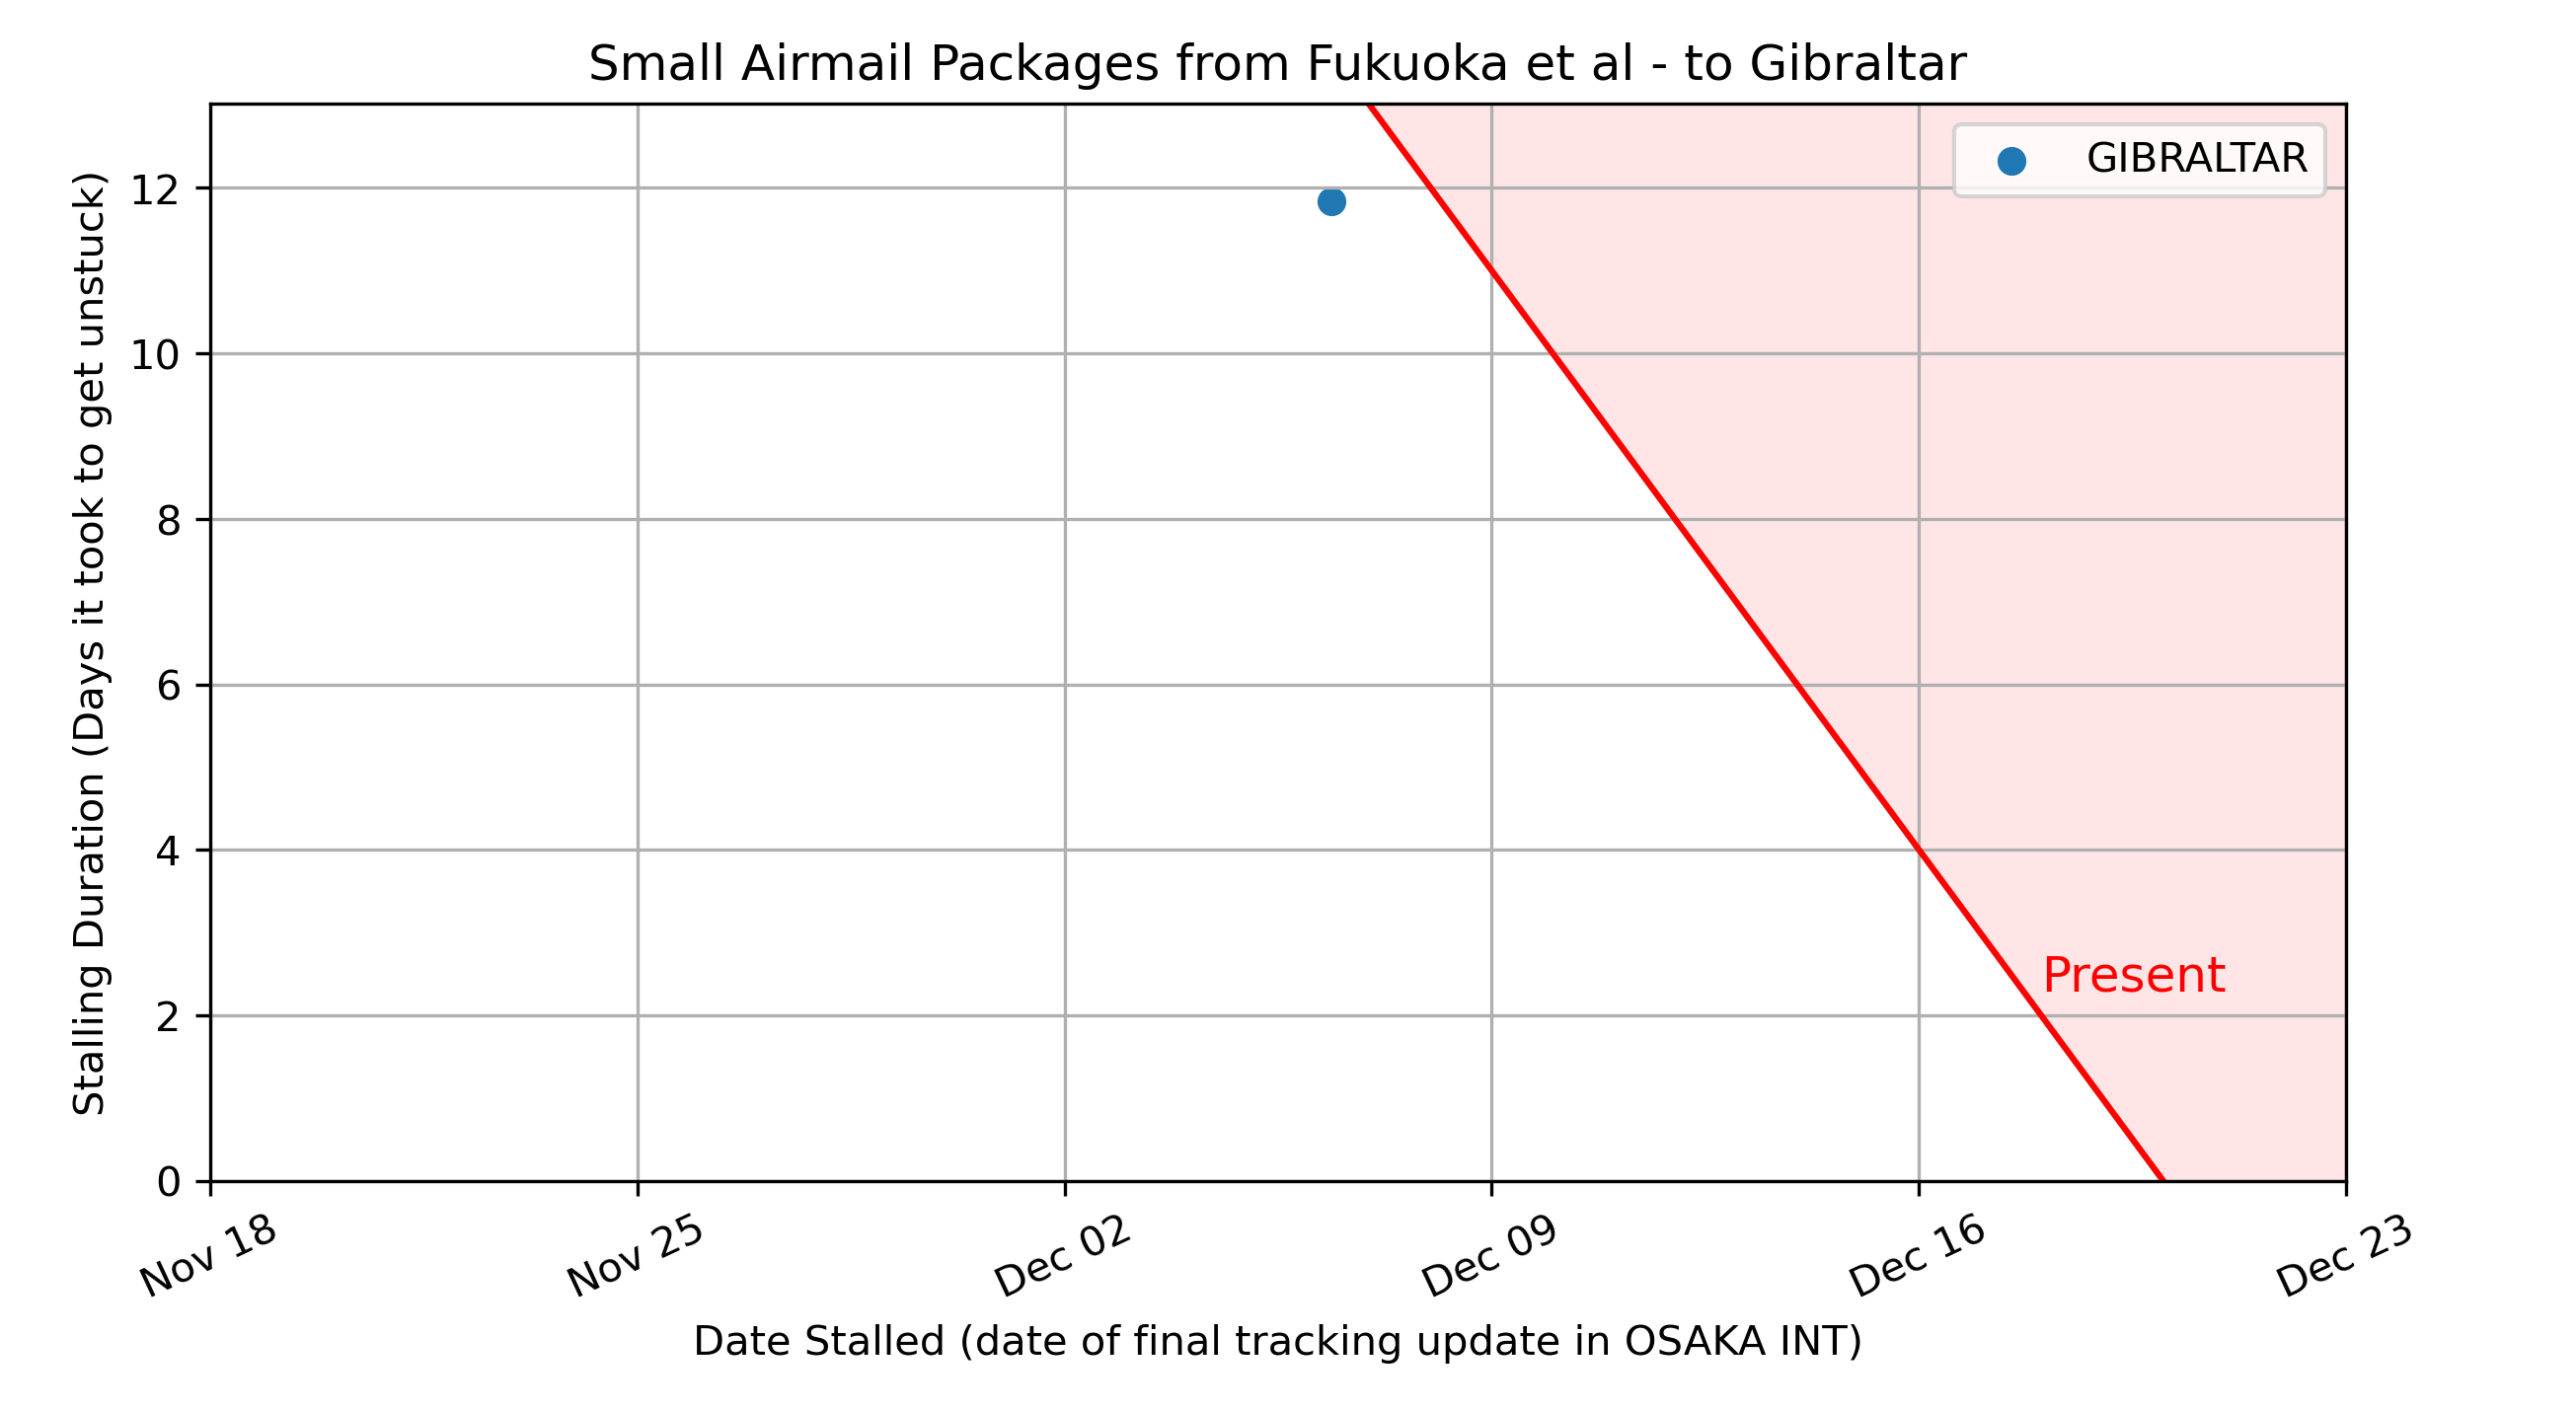 Small Airmail Packages from Fukuoka et al - to Gibraltar
GIBRALTAR
Stalling Duration (Days it took to get unstuck)
12
10
8
6
4
2
0
Present
Nov 18
Nov 25
Dec 02
Dec 09
Dec 16
Dec 23
Date Stalled (date of final tracking update in OSAKA INT)